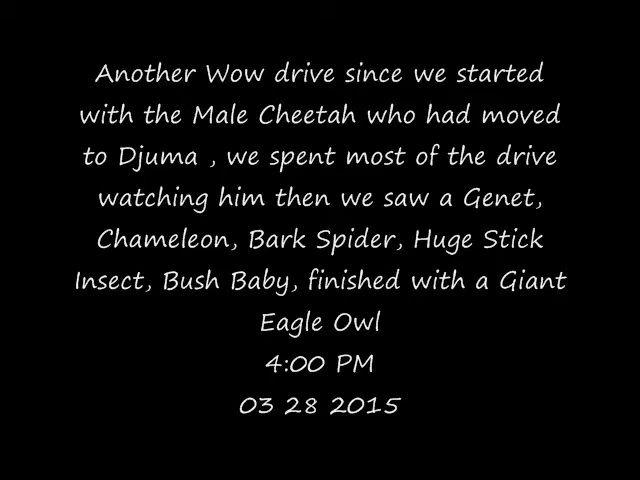 Another Wow drive since we started
with the Male Cheetah who had moved
to Djuma , we spent most of the drive
watching him then we saw a Genet,
Chameleon, Bark Spider, Huge Stick
Insect, Bush Baby, finished with a Giant
Eagle Owl
4:00 PM
03 28 2015